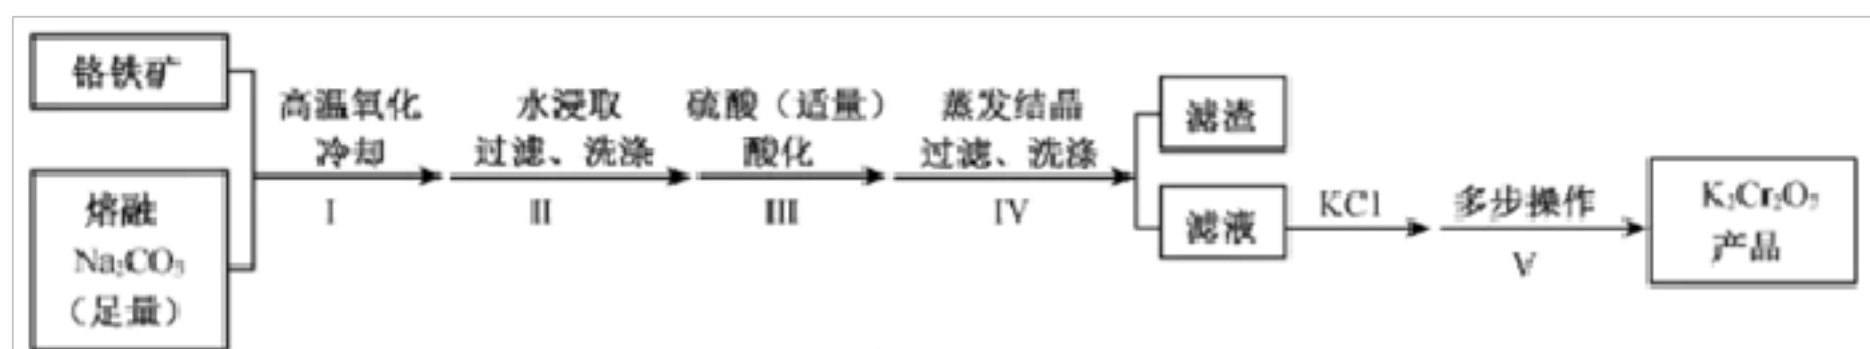 铬铁矿
熔融
Na₂CO₃
（足量）
高温氧化
冷却
I
水浸取
过滤、洗涤
II
硫酸（适量）
酸化
III
蒸发结晶
过滤、洗涤
IV
滤渣
滤液
KCl
多步操作
V
K₂Cr₂O₇
产品